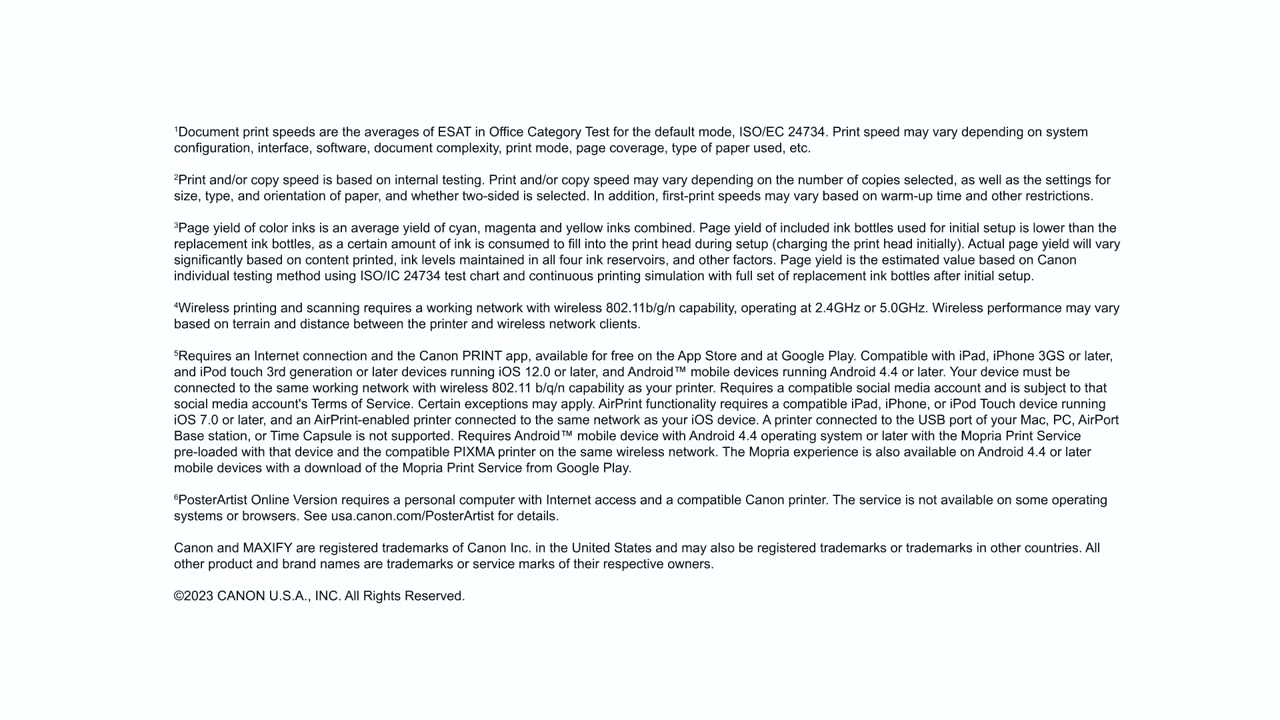 ¹Document print speeds are the averages of ESAT in Office Category Test for the default mode, ISO/EC 24734. Print speed may vary depending on system
configuration, interface, software, document complexity, print mode, page coverage, type of paper used, etc.
²Print and/or copy speed is based on internal testing. Print and/or copy speed may vary depending on the number of copies selected, as well as the settings for
size, type, and orientation of paper, and whether two-sided is selected. In addition, first-print speeds may vary based on warm-up time and other restrictions.
³Page yield of color inks is an average yield of cyan, magenta and yellow inks combined. Page yield of included ink bottles used for initial setup is lower than the
replacement ink bottles, as a certain amount of ink is consumed to fill into the print head during setup (charging the print head initially). Actual page yield will vary
significantly based on content printed, ink levels maintained in all four ink reservoirs, and other factors. Page yield is the estimated value based on Canon
individual testing method using ISO/IC 24734 test chart and continuous printing simulation with full set of replacement ink bottles after initial setup.
⁴Wireless printing and scanning requires a working network with wireless 802.11b/g/n capability, operating at 2.4GHz or 5.0GHz. Wireless performance may vary
based on terrain and distance between the printer and wireless network clients.
⁵Requires an Internet connection and the Canon PRINT app, available for free on the App Store and at Google Play. Compatible with iPad, iPhone 3GS or later,
and iPod touch 3rd generation or later devices running iOS 12.0 or later, and Android™ mobile devices running Android 4.4 or later. Your device must be
connected to the same working network with wireless 802.11 b/q/n capability as your printer. Requires a compatible social media account and is subject to that
social media account's Terms of Service. Certain exceptions may apply. AirPrint functionality requires a compatible iPad, iPhone, or iPod Touch device running
iOS 7.0 or later, and an AirPrint-enabled printer connected to the same network as your iOS device. A printer connected to the USB port of your Mac, PC, AirPort
Base station, or Time Capsule is not supported. Requires Android™ mobile device with Android 4.4 operating system or later with the Mopria Print Service
pre-loaded with that device and the compatible PIXMA printer on the same wireless network. The Mopria experience is also available on Android 4.4 or later
mobile devices with a download of the Mopria Print Service from Google Play.
⁶PosterArtist Online Version requires a personal computer with Internet access and a compatible Canon printer. The service is not available on some operating
systems or browsers. See usa.canon.com/PosterArtist for details.
Canon and MAXIFY are registered trademarks of Canon Inc. in the United States and may also be registered trademarks or trademarks in other countries. All
other product and brand names are trademarks or service marks of their respective owners.
©2023 CANON U.S.A., INC. All Rights Reserved.